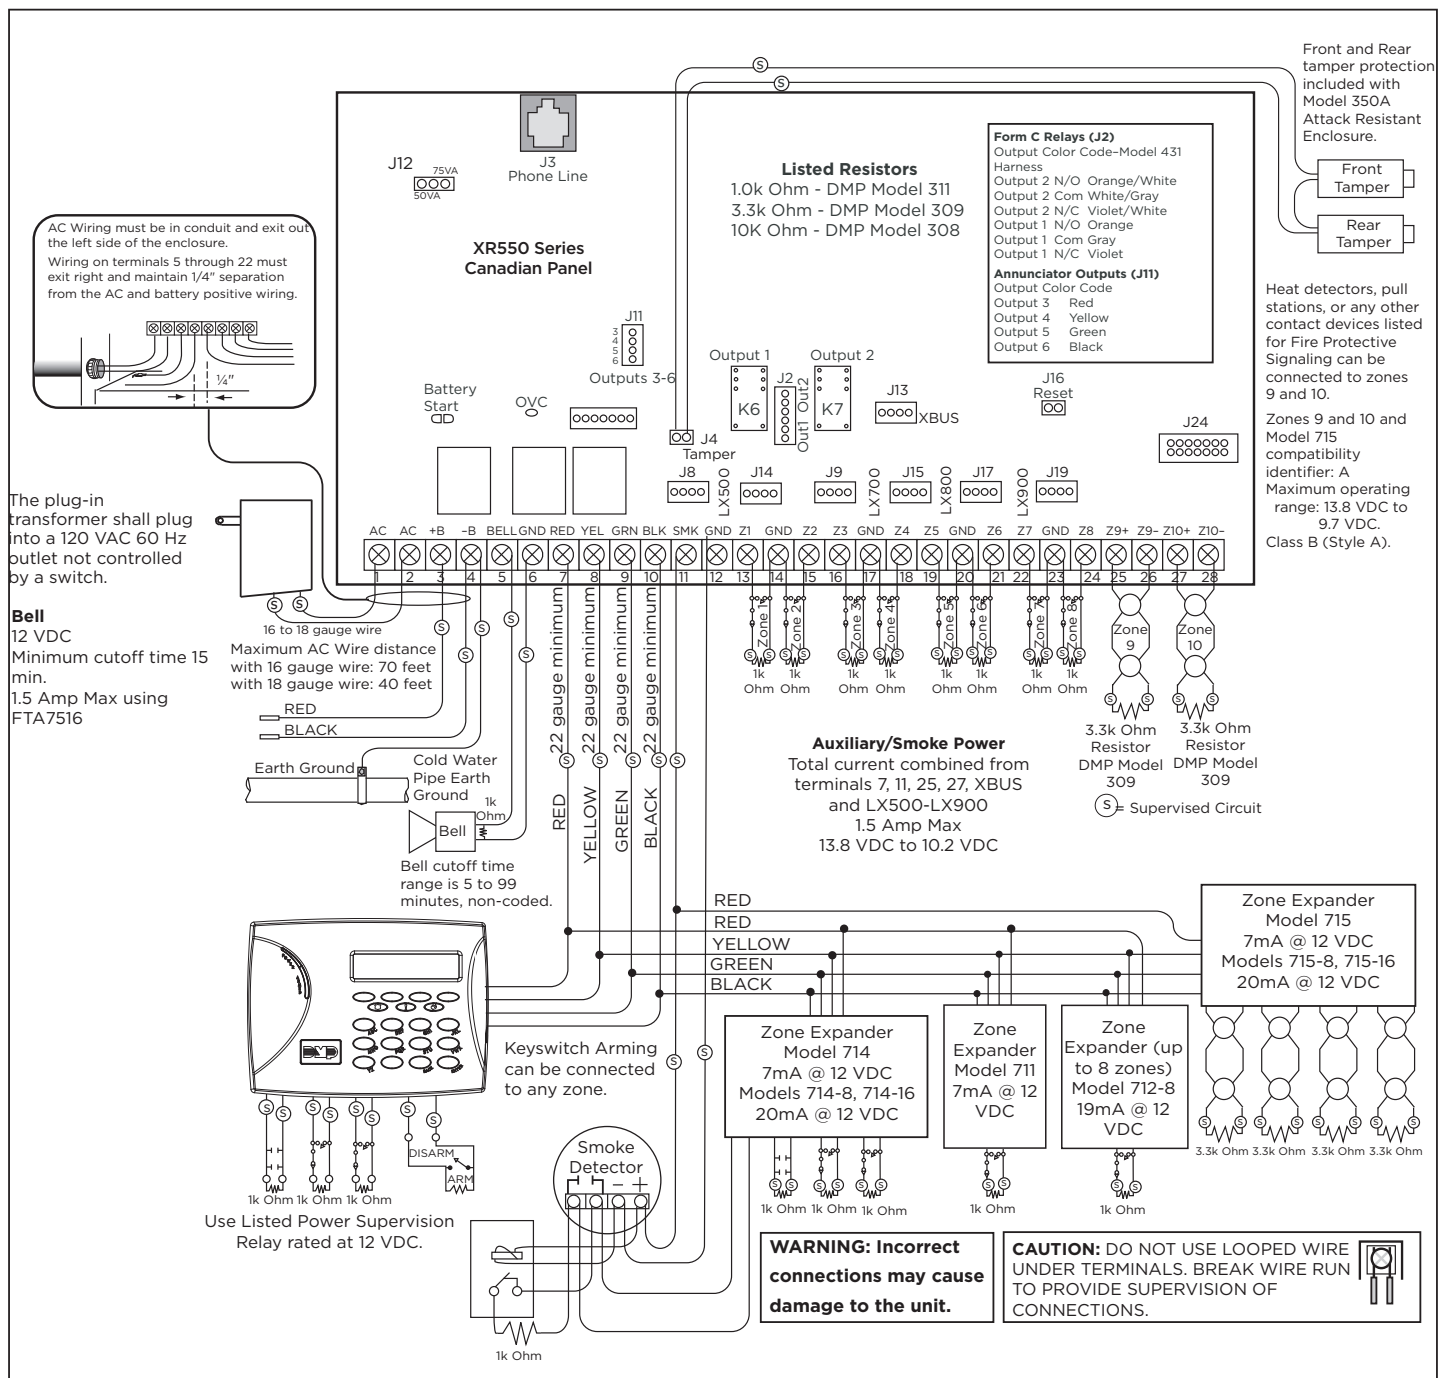 Front and Rear
tamper protection
included with
Model 350A
Attack Resistant
Enclosure.
Front
Tamper
Rear
Tamper
J3
Phone Line
J12
75VA
50VA
Listed Resistors
1.0k Ohm - DMP Model 311
3.3k Ohm - DMP Model 309
10K Ohm - DMP Model 308
Form C Relays (J2)
Output Color Code–Model 431
Harness
Output 2 N/O Orange/White
Output 2 Com White/Gray
Output 2 N/C Violet/White
Output 1 N/O Orange
Output 1 Com Gray
Output 1 N/C Violet
Annunciator Outputs (J11)
Output Color Code
Output 3 Red
Output 4 Yellow
Output 5 Green
Output 6 Black
XR550 Series
Canadian Panel
AC Wiring must be in conduit and exit out
the left side of the enclosure.
Wiring on terminals 5 through 22 must
exit right and maintain 1/4" separation
from the AC and battery positive wiring.
¼"
Heat detectors, pull
stations, or any other
contact devices listed
for Fire Protective
Signaling can be
connected to zones
9 and 10.
Zones 9 and 10 and
Model 715
compatibility
identifier: A
Maximum operating
range: 13.8 VDC to
9.7 VDC.
Class B (Style A).
J11
3
4
5
6
Outputs 3-6
Battery
Start
OVC
Output 1
K6
J2
Out1 Out2
Output 2
K7
J13
XBUS
J16
Reset
J24
J4
Tamper
J8
LX500
J14
J9
LX700
J15
LX800
J17
LX900
J19
AC AC +B –B BELL GND RED YEL GRN BLK SMK GND Z1 GND Z2 Z3 GND Z4 Z5 GND Z6 Z7 GND Z8 Z9+ Z9– Z10+ Z10–
1 2 3 4 5 6 7 8 9 10 11 12 13 14 15 16 17 18 19 20 21 22 23 24 25 26 27 28
The plug-in
transformer shall plug
into a 120 VAC 60 Hz
outlet not controlled
by a switch.
Bell
12 VDC
Minimum cutoff time 15
min.
1.5 Amp Max using
FTA7516
S S
16 to 18 gauge wire
Maximum AC Wire distance
with 16 gauge wire: 70 feet
with 18 gauge wire: 40 feet
RED
BLACK
Earth Ground
Cold Water
Pipe Earth
Ground
1k
Ohm
Bell
Bell cutoff time
range is 5 to 99
minutes, non-coded.
22 gauge minimum
22 gauge minimum
22 gauge minimum
22 gauge minimum
RED
YELLOW
GREEN
BLACK
Zone 1
Zone 2
Zone 3
Zone 4
Zone 5
Zone 6
Zone 7
Zone 8
1k 1k 1k 1k 1k 1k 1k 1k
Ohm Ohm Ohm Ohm Ohm Ohm Ohm Ohm
Zone
9
Zone
10
3.3k Ohm
Resistor
DMP Model
309
3.3k Ohm
Resistor
DMP Model
309
S = Supervised Circuit
Auxiliary/Smoke Power
Total current combined from
terminals 7, 11, 25, 27, XBUS
and LX500-LX900
1.5 Amp Max
13.8 VDC to 10.2 VDC
RED
RED
YELLOW
GREEN
BLACK
Zone Expander
Model 715
7mA @ 12 VDC
Models 715-8, 715-16
20mA @ 12 VDC
3.3k Ohm 3.3k Ohm 3.3k Ohm 3.3k Ohm
Zone Expander
Model 714
7mA @ 12 VDC
Models 714-8, 714-16
20mA @ 12 VDC
1k Ohm 1k Ohm 1k Ohm
Zone
Expander
Model 711
7mA @ 12
VDC
1k Ohm
Zone
Expander (up
to 8 zones)
Model 712-8
19mA @ 12
VDC
1k Ohm
DMP
Keyswitch Arming
can be connected
to any zone.
DISARM
ARM
1k Ohm 1k Ohm 1k Ohm
Use Listed Power Supervision
Relay rated at 12 VDC.
Smoke
Detector
– +
1k Ohm
WARNING: Incorrect
connections may cause
damage to the unit.
CAUTION: DO NOT USE LOOPED WIRE
UNDER TERMINALS. BREAK WIRE RUN
TO PROVIDE SUPERVISION OF
CONNECTIONS.